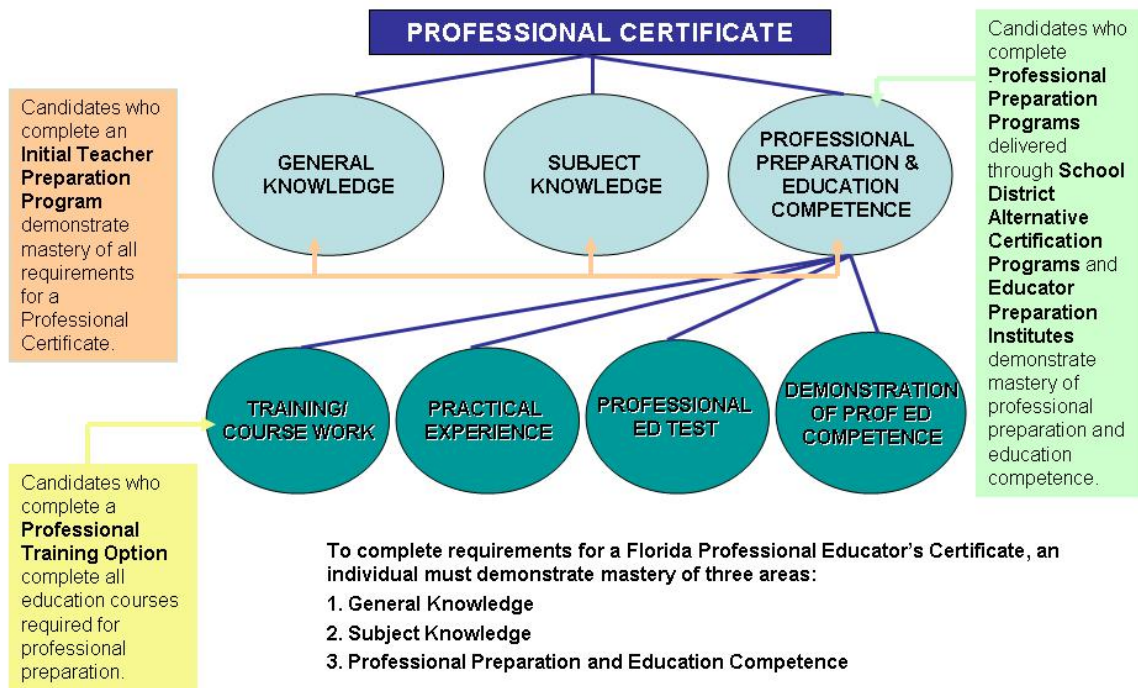 PROFESSIONAL CERTIFICATE
Candidates who
complete an
Initial Teacher
Preparation
Program
demonstrate
mastery of all
requirements
for a
Professional
Certificate.
GENERAL
KNOWLEDGE
SUBJECT
KNOWLEDGE
PROFESSIONAL
PREPARATION &
EDUCATION
COMPETENCE
Candidates who
complete
Professional
Preparation
Programs
delivered
through School
District
Alternative
Certification
Programs and
Educator
Preparation
Institutes
demonstrate
mastery of
professional
preparation and
education
competence.
TRAINING/
COURSE WORK
PRACTICAL
EXPERIENCE
PROFESSIONAL
ED TEST
DEMONSTRATION
OF PROF ED
COMPETENCE
Candidates who
complete a
Professional
Training Option
complete all
education courses
required for
professional
preparation.
To complete requirements for a Florida Professional Educator's Certificate, an
individual must demonstrate mastery of three areas:
1. General Knowledge
2. Subject Knowledge
3. Professional Preparation and Education Competence